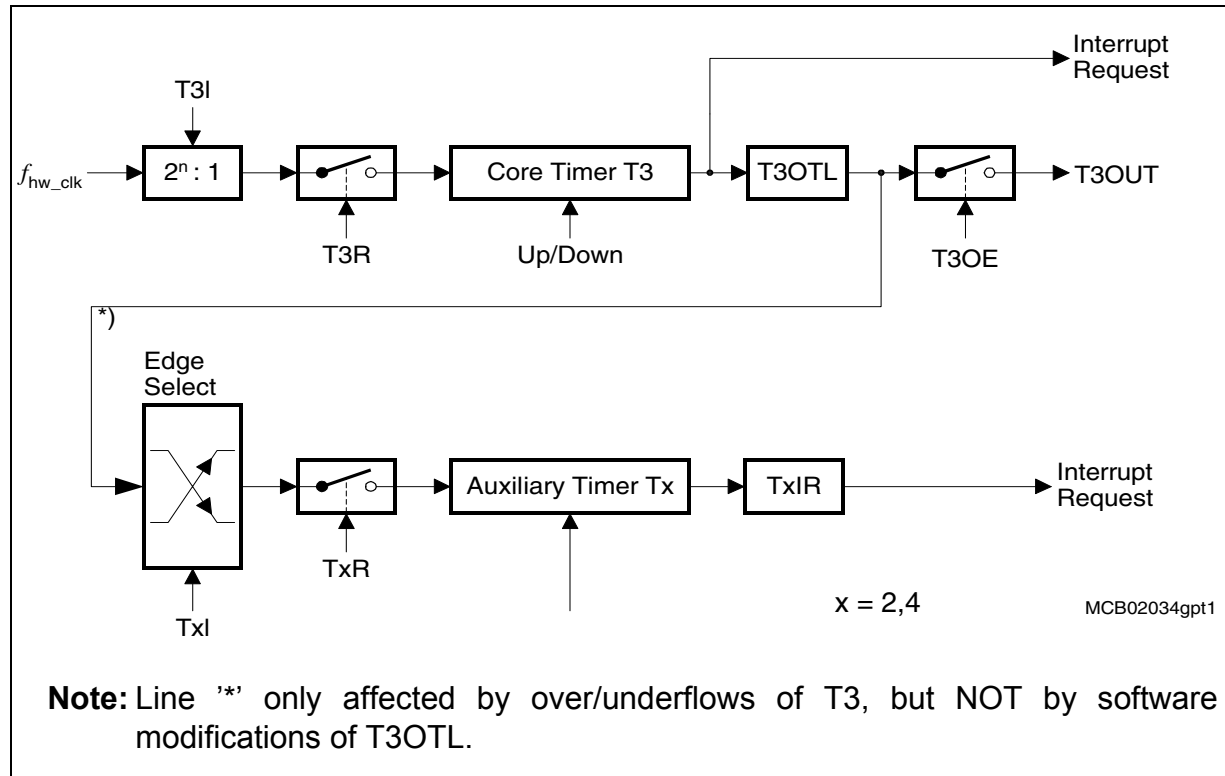 Interrupt
Request
T3I
f hw_clk
2ⁿ : 1
Core Timer T3
T3OTL
T3OUT
T3R
Up/Down
T3OE
*)
Edge
Select
Auxiliary Timer Tx
TxIR
Interrupt
Request
TxR
TxI
x = 2,4
MCB02034gpt1
Note: Line ’*’ only affected by over/underflows of T3, but NOT by software
modifications of T3OTL.